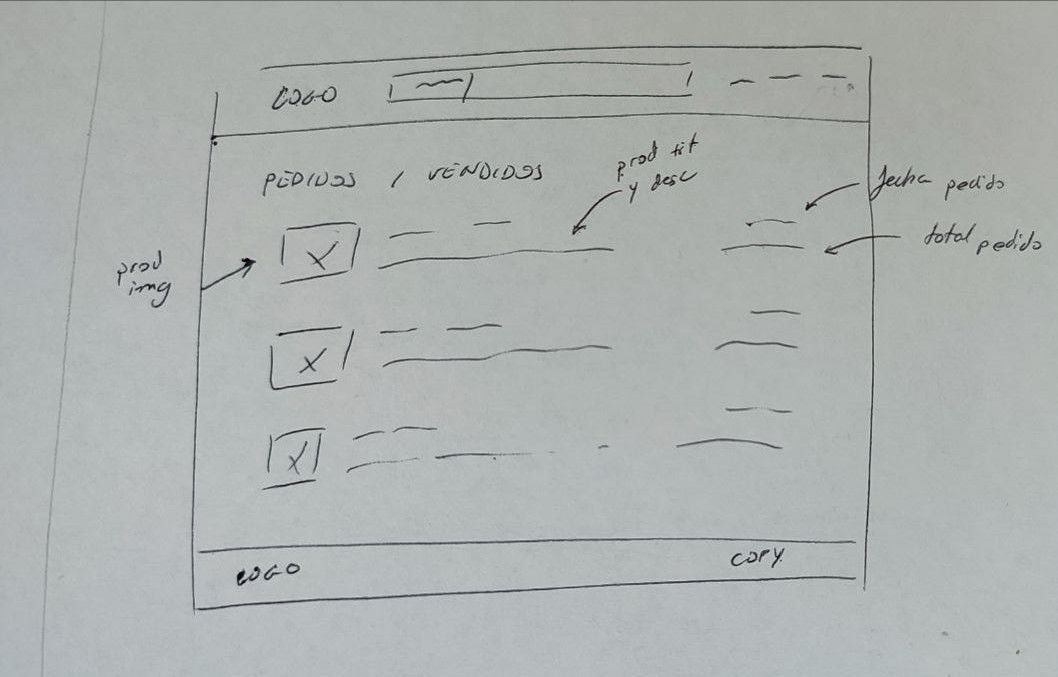 LOGO
PEDIDOS / VENDIDOS
prod tit
y desc
fecha pedido
total pedido
prod
img
LOGO
COPY